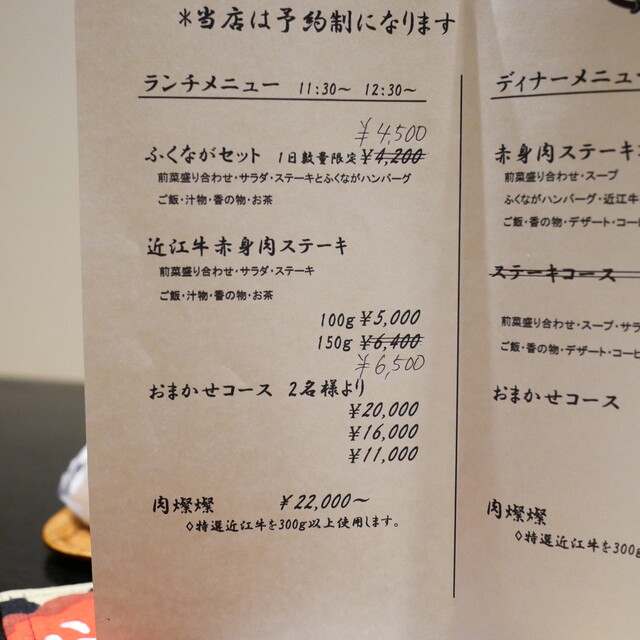 ＊当店は予約制になります
ランチメニュー 11:30〜 12:30〜
¥4,500
ふくながセット 1日数量限定 ¥4,200
前菜盛り合わせ・サラダ・ステーキとふくながハンバーグ
ご飯・汁物・香の物・お茶
近江牛赤身肉ステーキ
前菜盛り合わせ・サラダ・ステーキ
ご飯・汁物・香の物・お茶
100g ¥5,000
150g ¥6,400
¥6,500
おまかせコース 2名様より
¥20,000
¥16,000
¥11,000
肉燦燦 ¥22,000〜
◇特選近江牛を300g以上使用します。
ディナーメニュー
赤身肉ステーキ
前菜盛り合わせ・スープ
ふくながハンバーグ・近江牛
ご飯・香の物・デザート・コーヒ
ステーキコース
前菜盛り合わせ・スープ・サラ
ご飯・香の物・デザート・コーヒ
おまかせコース
肉燦燦
◇特選近江牛を300g